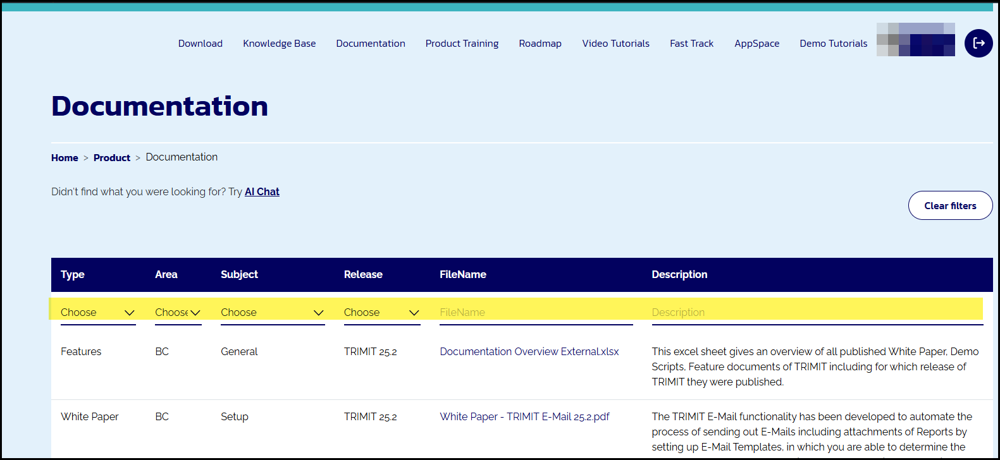 Download Knowledge Base Documentation Product Training Roadmap Video Tutorials Fast Track AppSpace Demo Tutorials
Documentation
Home > Product > Documentation
Didn't find what you were looking for? Try AI Chat
Clear filters
Type Area Subject Release FileName Description
Choose Choose Choose Choose FileName Description
Features BC General TRIMIT 25.2 Documentation Overview External.xlsx This excel sheet gives an overview of all published White Paper, Demo
Scripts, Feature documents of TRIMIT including for which release of
TRIMIT they were published.
White Paper BC Setup TRIMIT 25.2 White Paper - TRIMIT E-Mail 25.2.pdf The TRIMIT E-Mail functionality has been developed to automate the
process of sending out E-Mails including attachments of Reports by
setting up E-Mail Templates, in which you are able to determine the